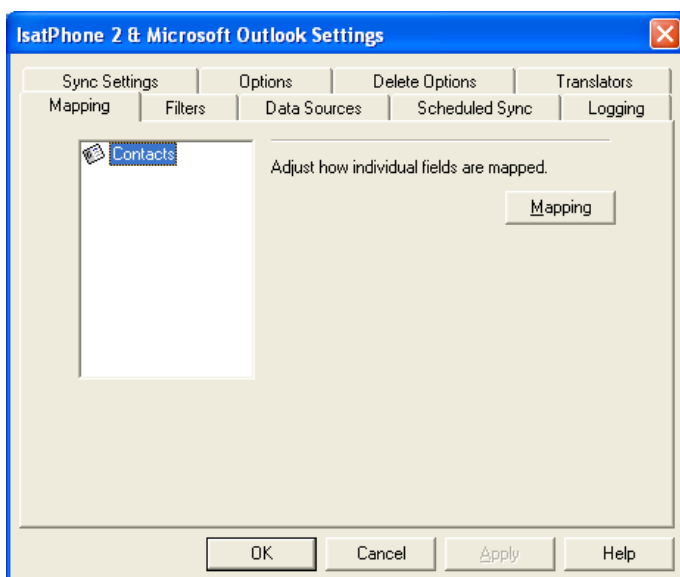 IsatPhone 2 & Microsoft Outlook Settings
Sync Settings Options Delete Options Translators
Mapping Filters Data Sources Scheduled Sync Logging
Contacts
Adjust how individual fields are mapped.
Mapping
OK Cancel Apply Help